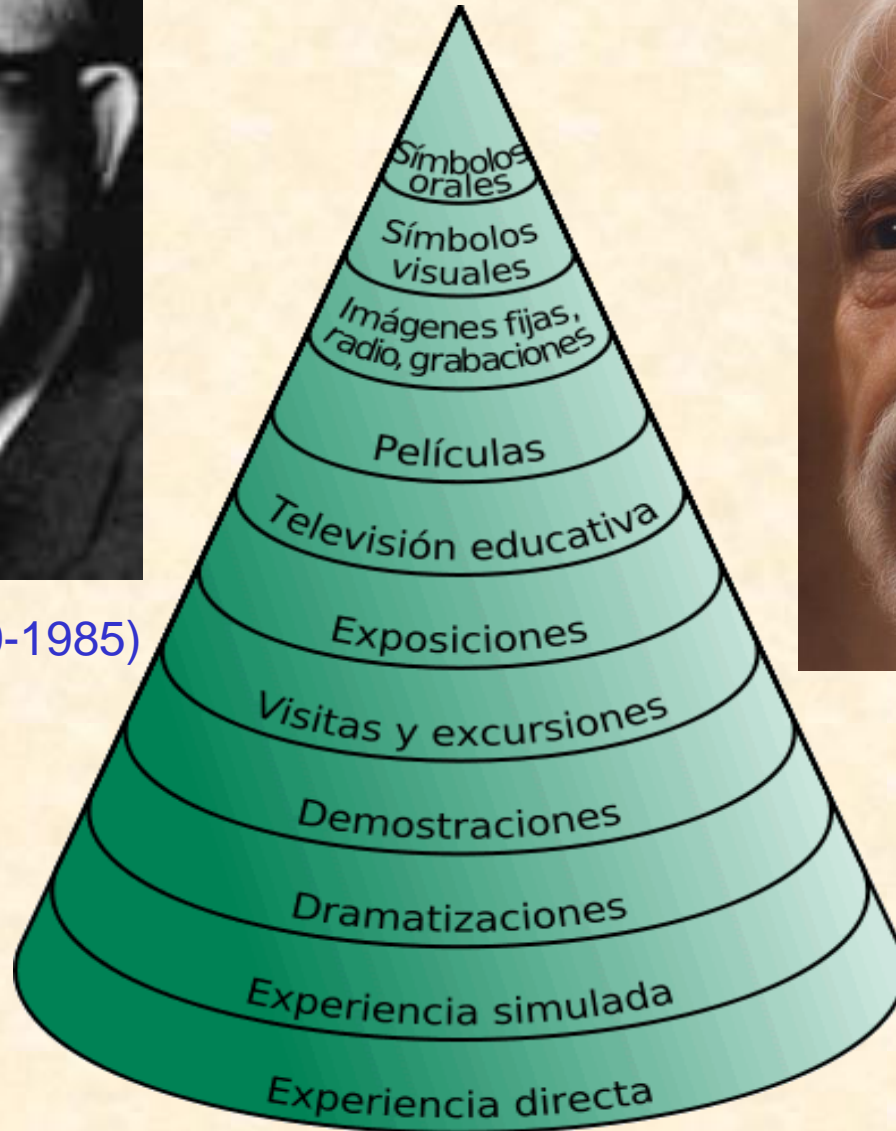 Símbolos
orales
Símbolos
visuales
Imágenes fijas,
radio, grabaciones
Películas
Televisión educativa
Exposiciones
-1985)
Visitas y excursiones
Demostraciones
Dramatizaciones
Experiencia simulada
Experiencia directa